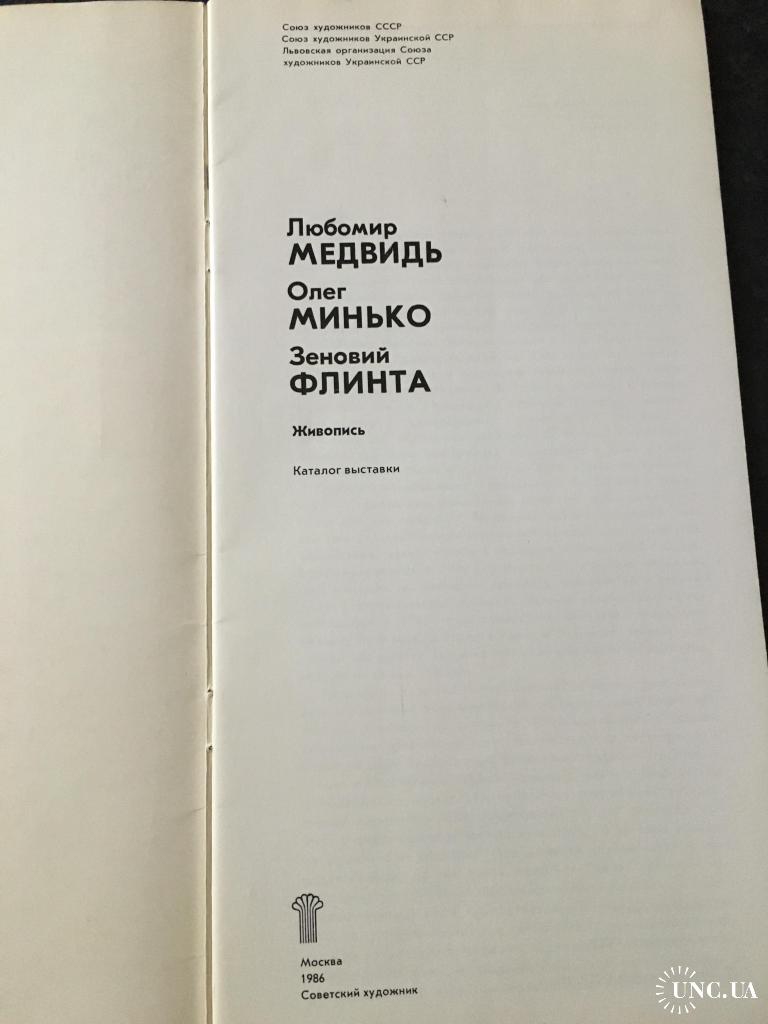 Союз художников СССР
Союз художников Украинской ССР
Львовская организация Союза
художников Украинской ССР
Любомир
МЕДВИДЬ
Олег
МИНЬКО
Зеновий
ФЛИНТА
Живопись
Каталог выставки
Москва
1986
Советский художник
UNC.UA